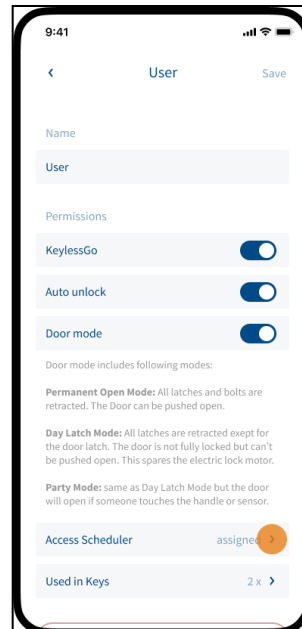 9:41
User
Save
Name
User
Permissions
KeylessGo
Auto unlock
Door mode
Door mode includes following modes:
Permanent Open Mode: All latches and bolts are
retracted. The Door can be pushed open.
Day Latch Mode: All latches are retracted exept for
the door latch. The door is not fully locked but can't
be pushed open. This spares the electric lock motor.
Party Mode: same as Day Latch Mode but the door
will open if someone touches the handle or sensor.
Access Scheduler assigned
Used in Keys 2 x